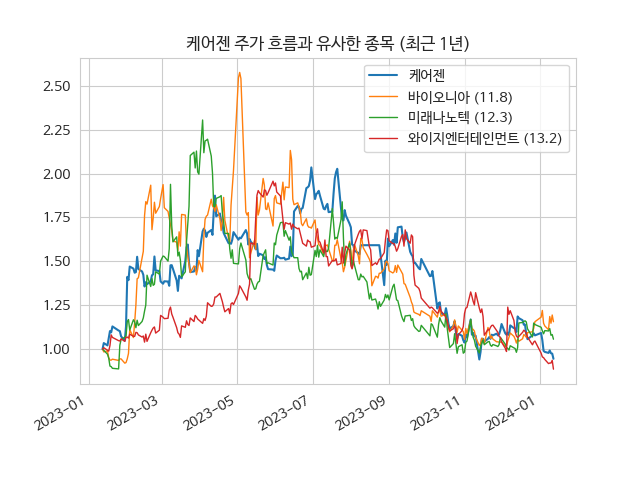 케어젠 주가 흐름과 유사한 종목 (최근 1년)
케어젠
바이오니아 (11.8)
미래나노텍 (12.3)
와이지엔터테인먼트 (13.2)
2.50
2.25
2.00
1.75
1.50
1.25
1.00
2023-01
2023-03
2023-05
2023-07
2023-09
2023-11
2024-01